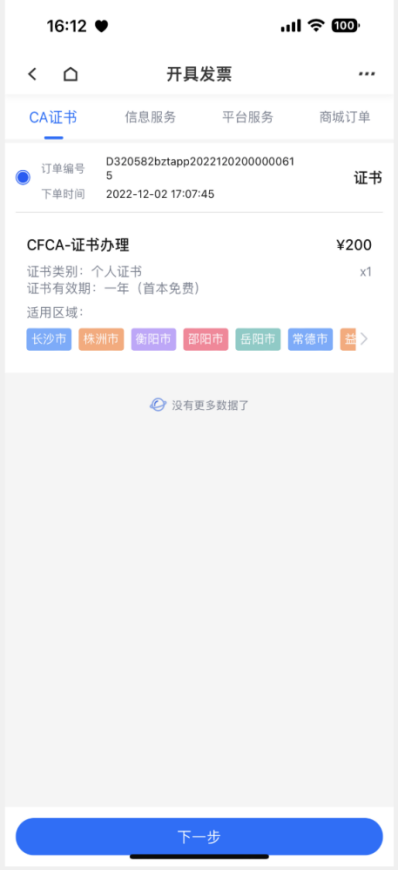 16:12
100
开具发票
CA证书
信息服务
平台服务
商城订单
订单编号
D320582bztapp2022120200000061
5
证书
下单时间
2022-12-02 17:07:45
CFCA-证书办理
¥200
证书类别：个人证书
x1
证书有效期：一年（首本免费）
适用区域：
长沙市 株洲市 衡阳市 邵阳市 岳阳市 常德市 益
没有更多数据了
下一步